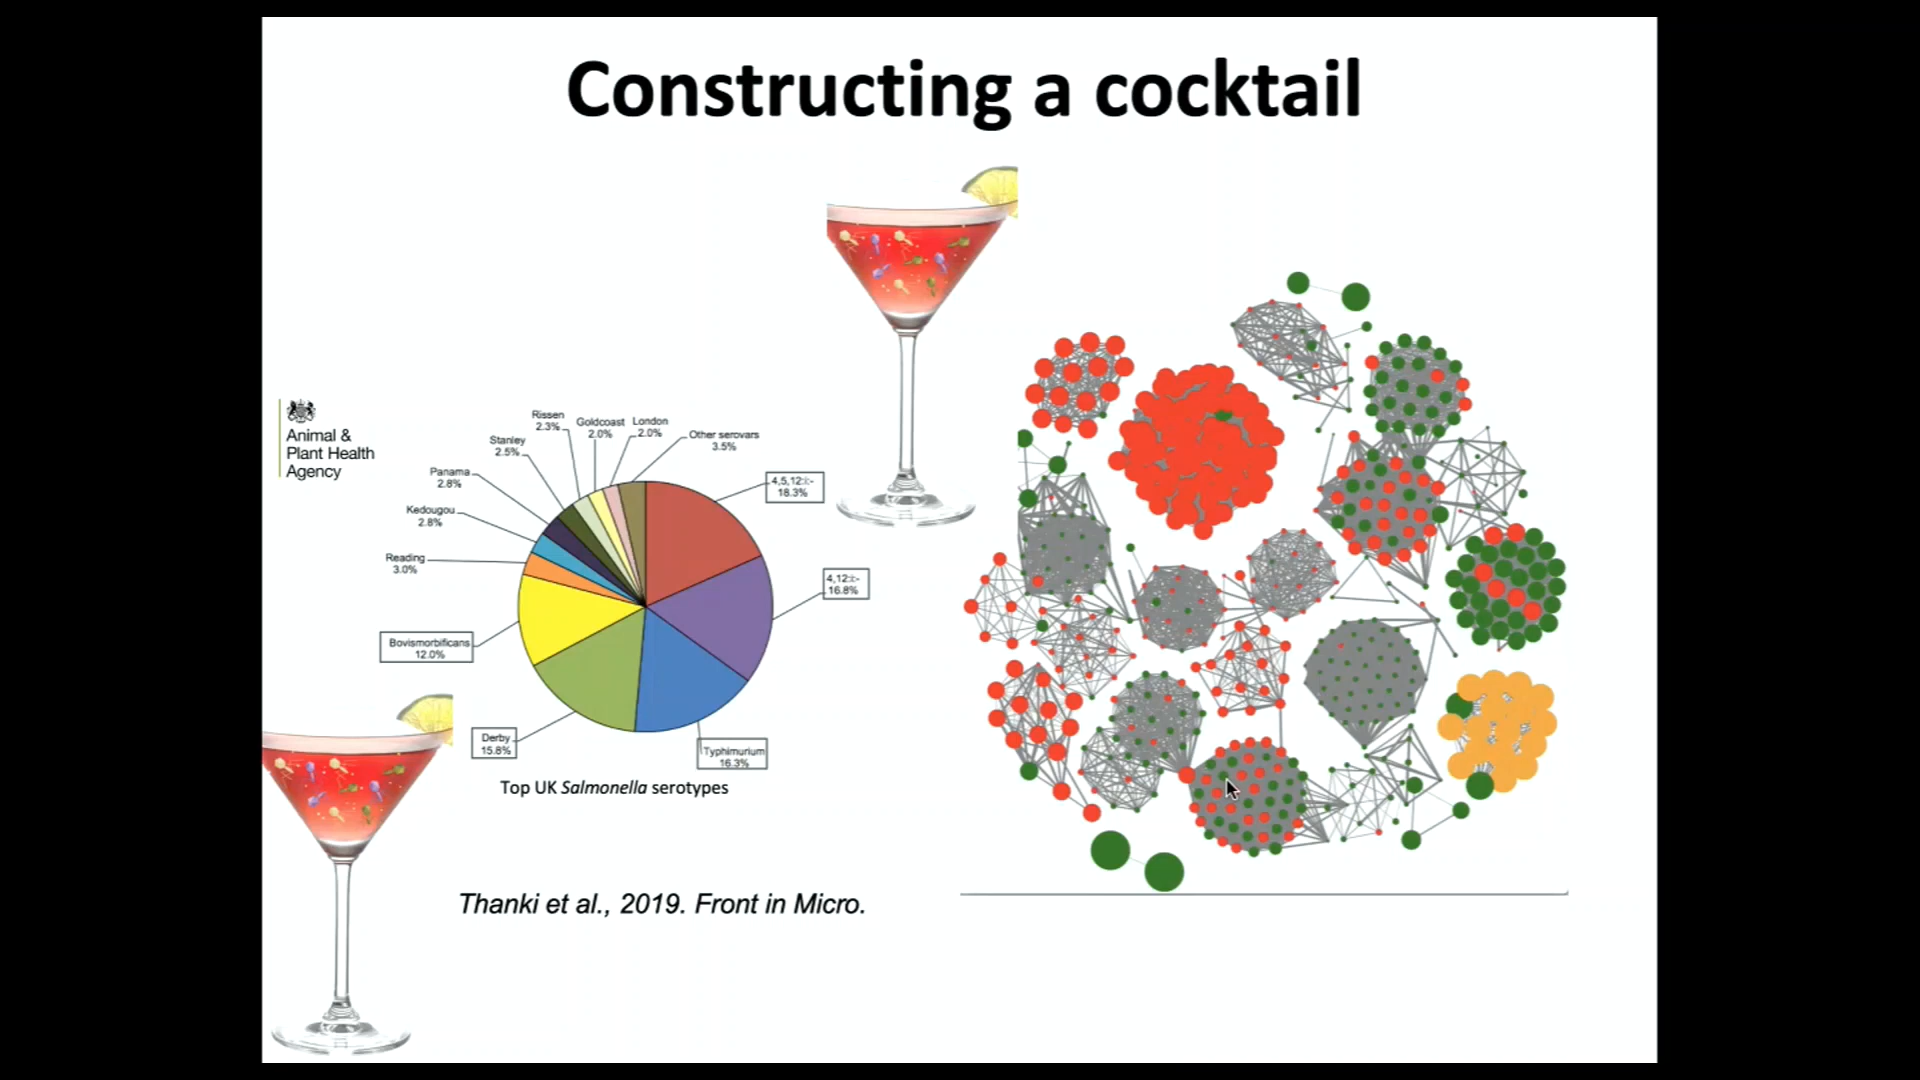 Constructing a cocktail
Animal &
Plant Health
Agency
Rissen
2.3%
Goldcoast
2.0%
London
2.0%
Other serovars
3.5%
Stanley
2.5%
Panama
2.8%
Kedougou
2.8%
Reading
3.0%
4,5,12:i:-
18.3%
4,12:i:-
16.8%
Bovismorbificans
12.0%
Derby
15.8%
Typhimurium
16.3%
Top UK Salmonella serotypes
Thanki et al., 2019. Front in Micro.